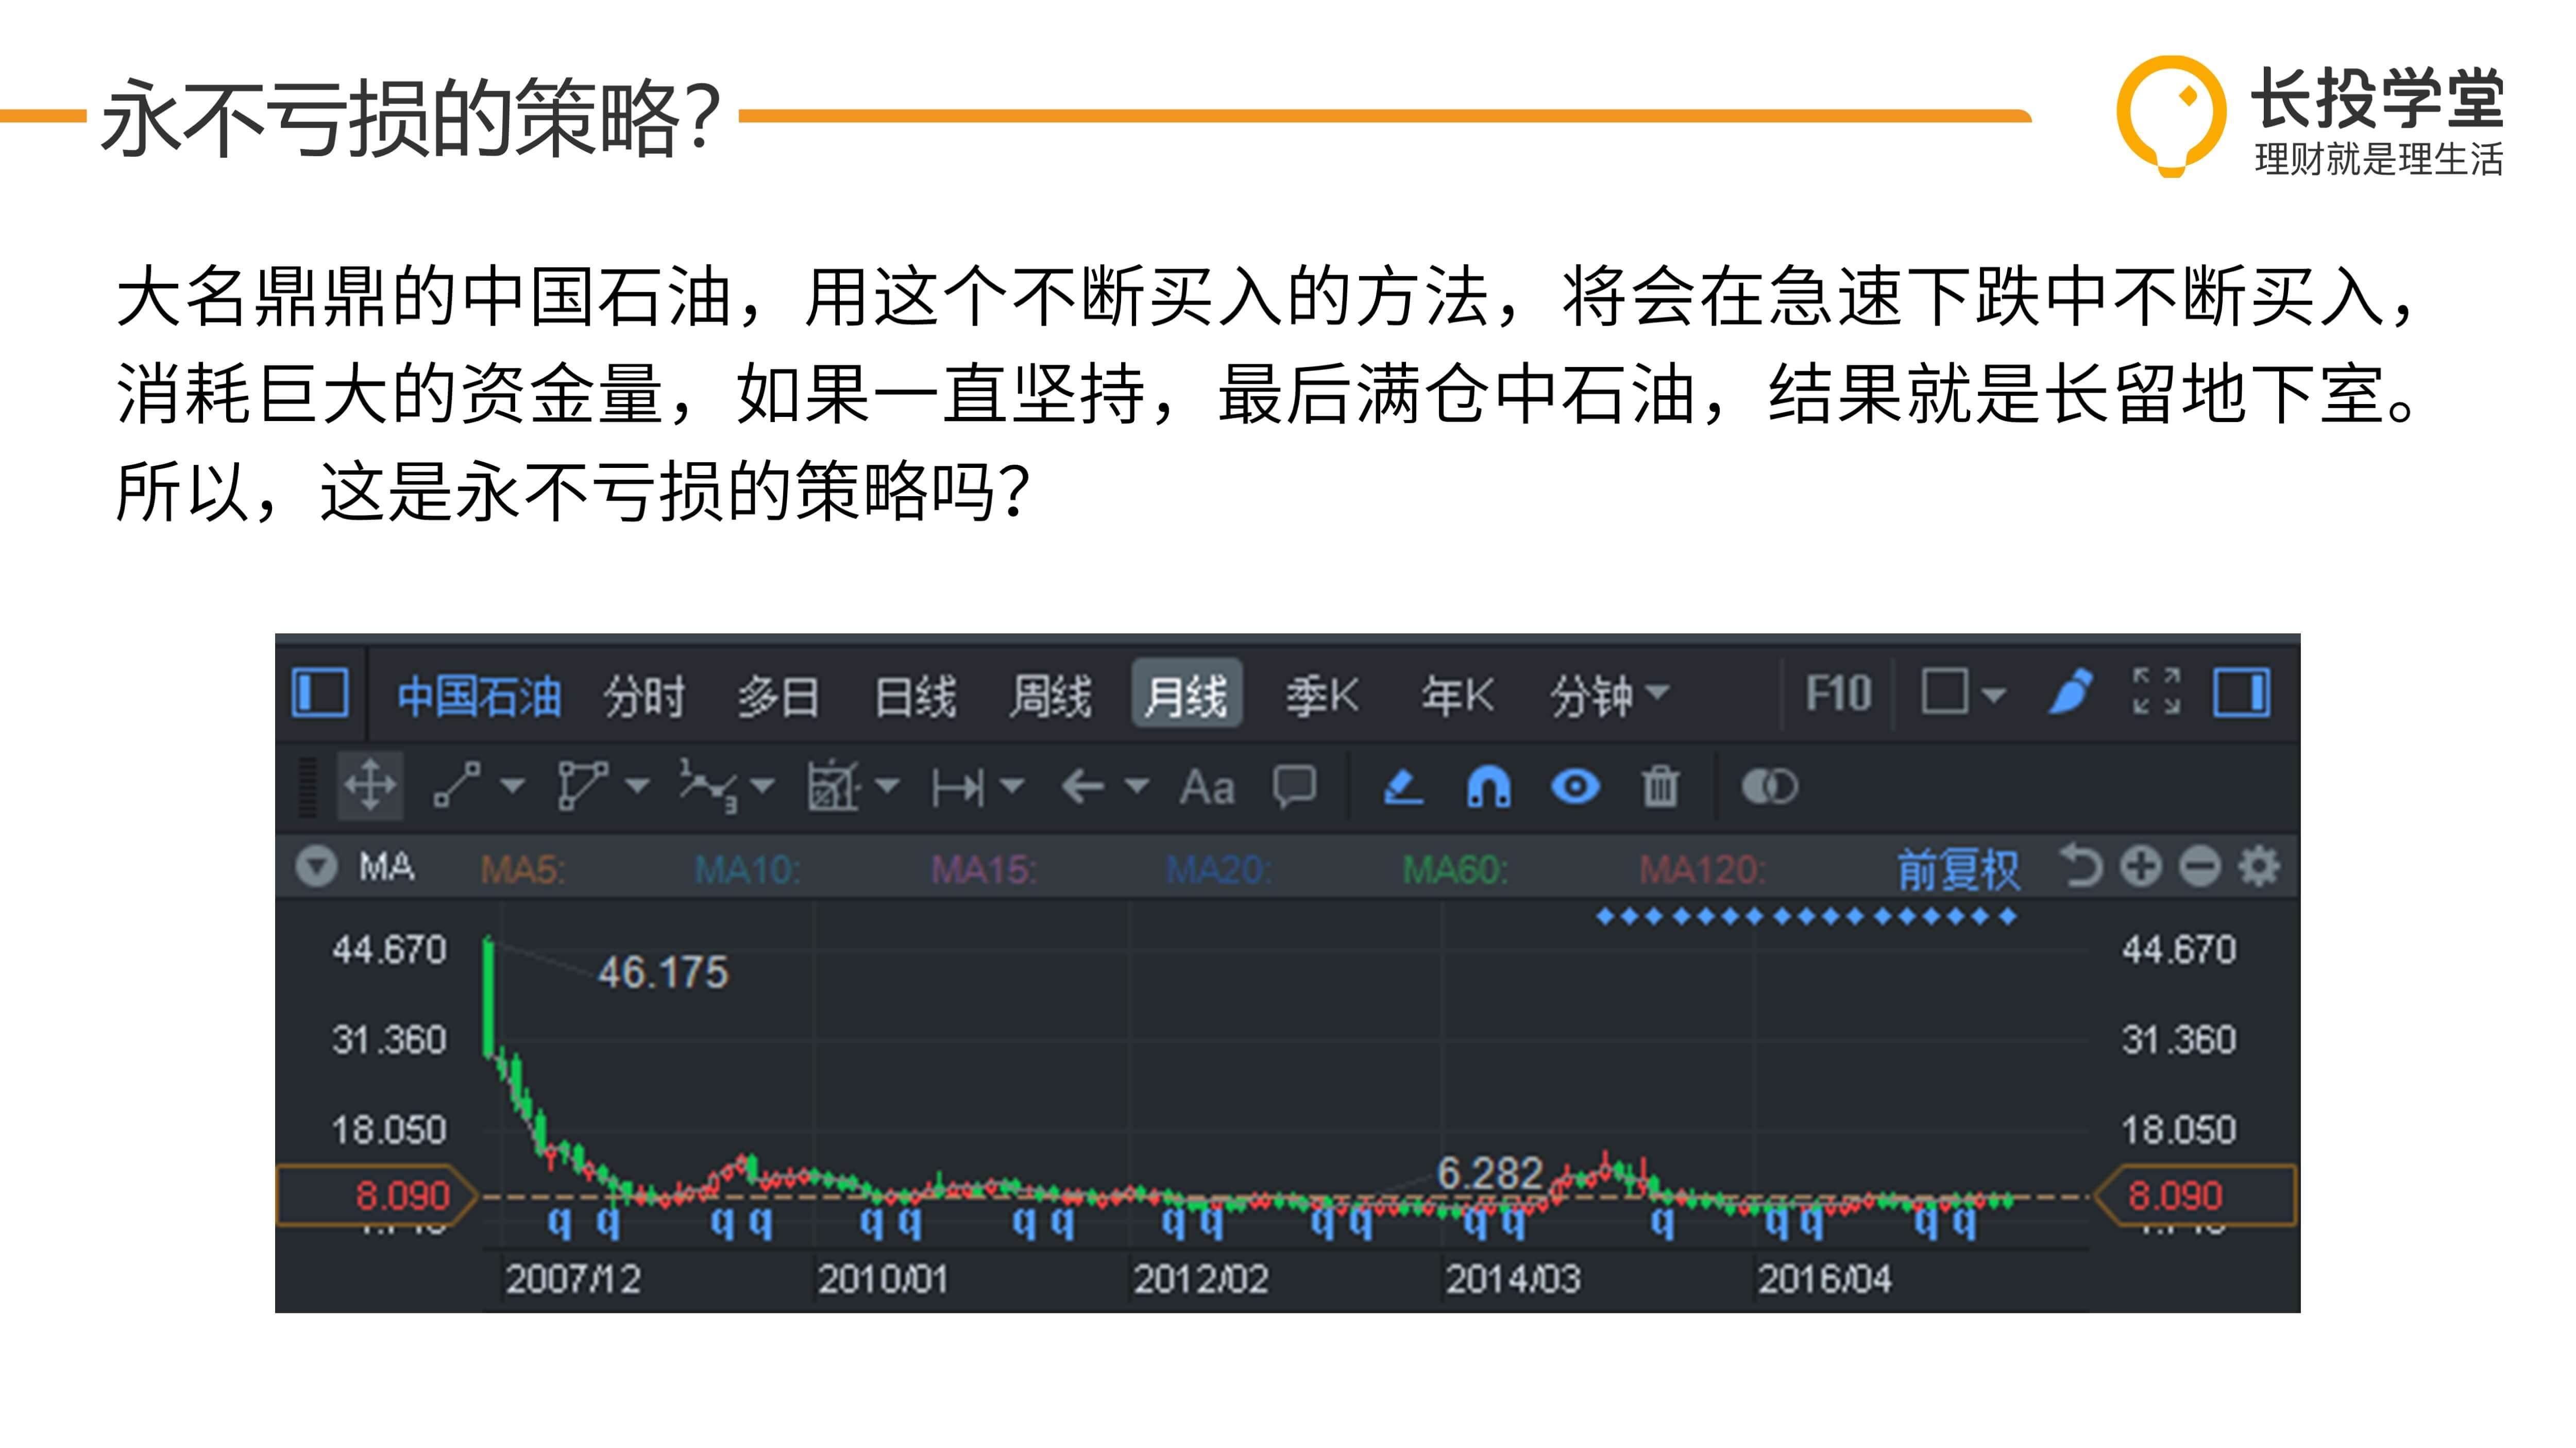 永不亏损的策略？
长投学堂
理财就是理生活
大名鼎鼎的中国石油，用这个不断买入的方法，将会在急速下跌中不断买入，
消耗巨大的资金量，如果一直坚持，最后满仓中石油，结果就是长留地下室。
所以，这是永不亏损的策略吗？
中国石油 分时 多日 日线 周线 月线 季K 年K 分钟 F10
Aa
MA MA5: MA10: MA15: MA20: MA60: MA120: 前复权
44.670 46.175 44.670
31.360 31.360
18.050 18.050
6.282
8.090 8.090
q q q q q q q q q q q q q q q q q q q
2007/12 2010/01 2012/02 2014/03 2016/04